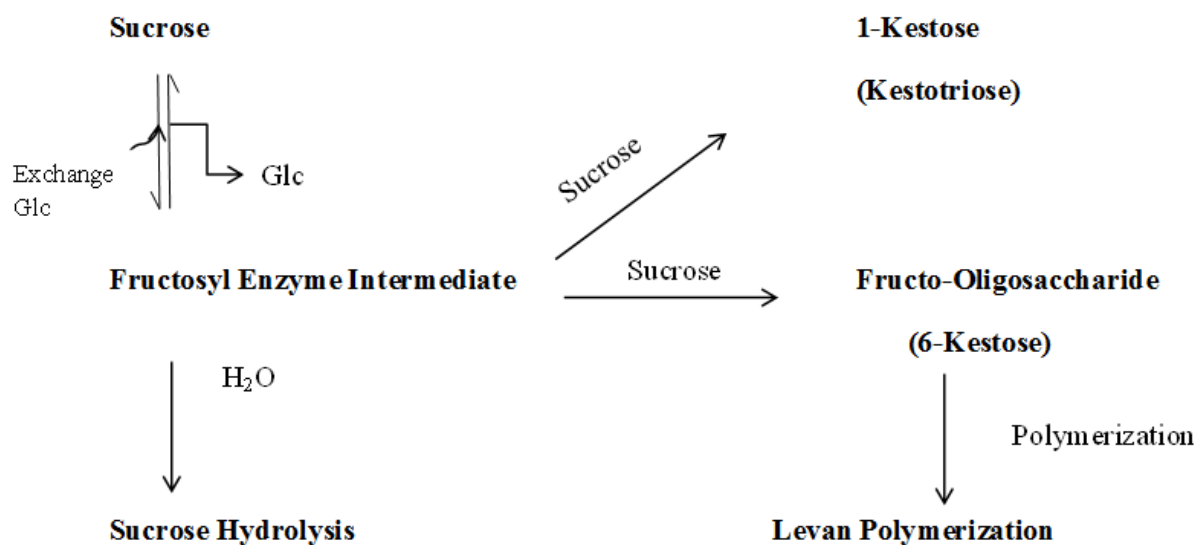 Sucrose
1-Kestose
(Kestotriose)
Exchange
Glc
Glc
Sucrose
Sucrose
Fructosyl Enzyme Intermediate
Fructo-Oligosaccharide
(6-Kestose)
H₂O
Polymerization
Sucrose Hydrolysis
Levan Polymerization